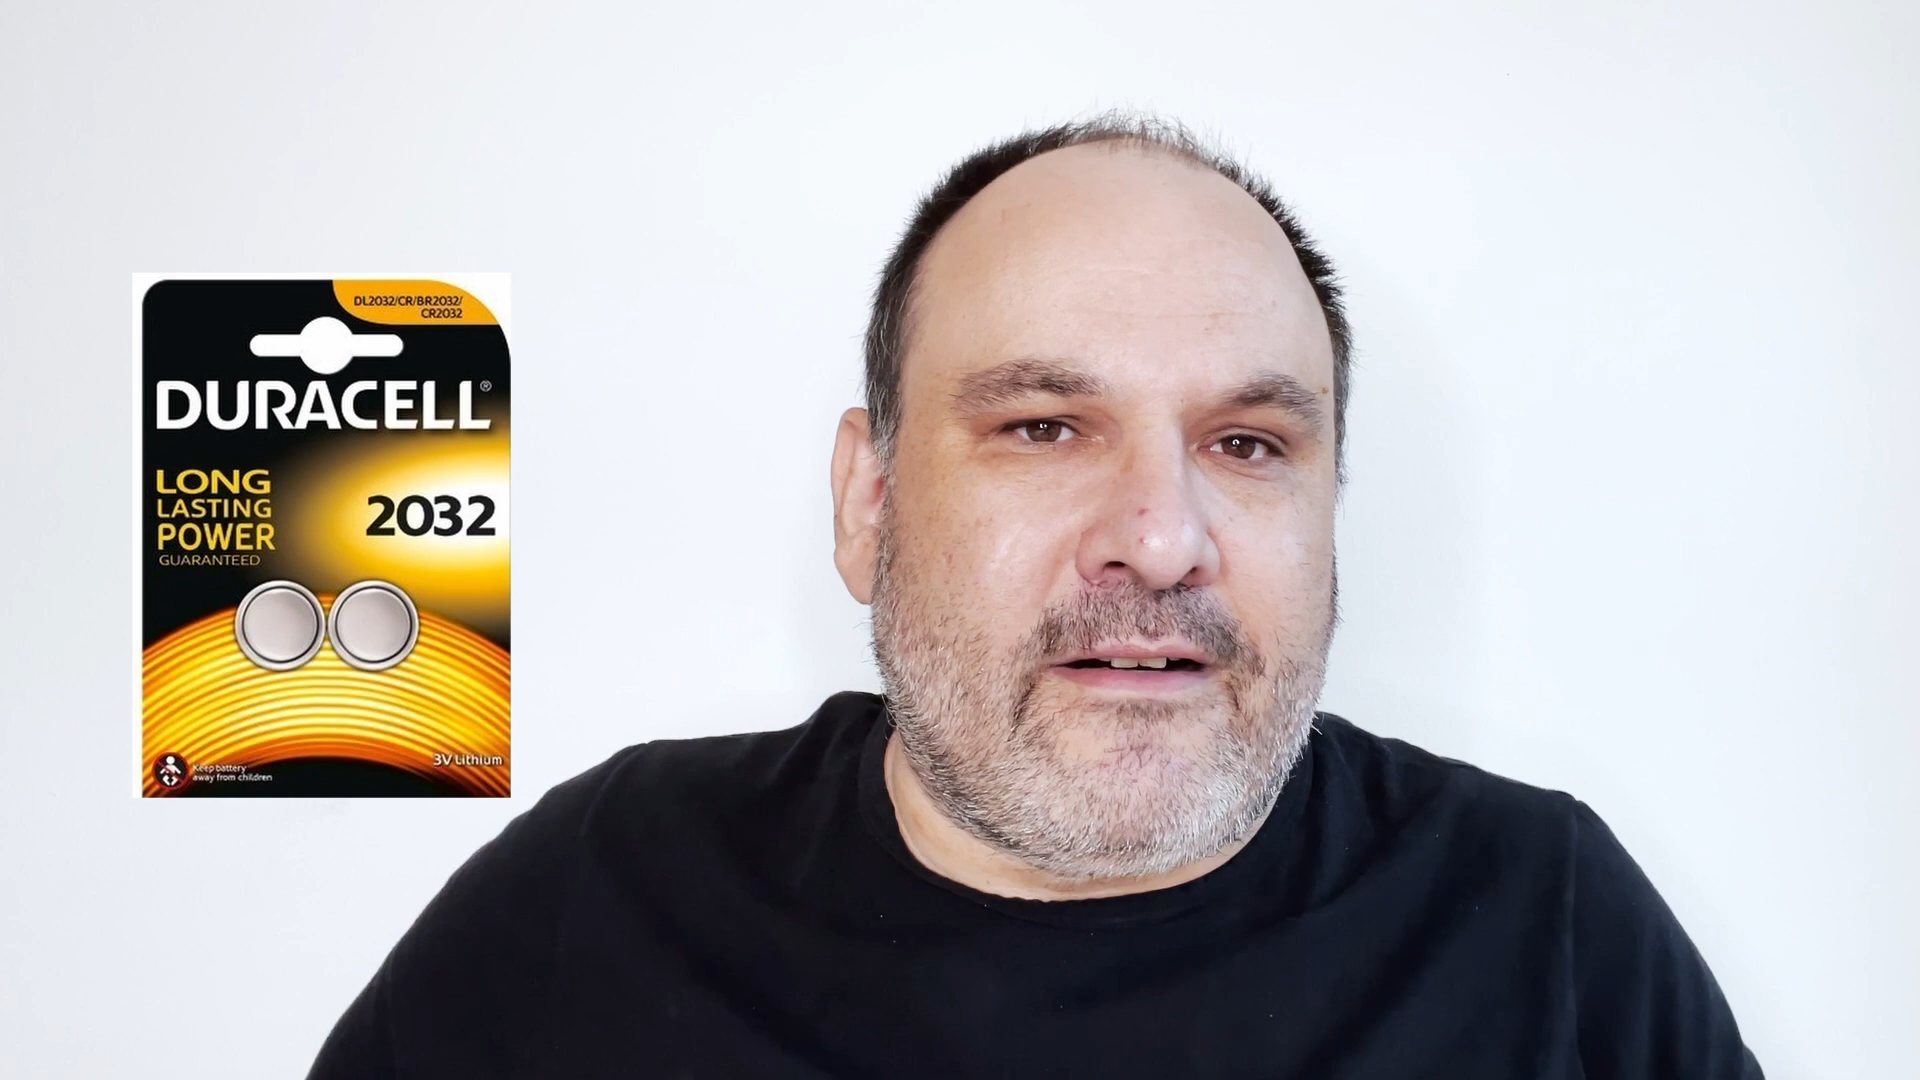 DL2032/CR/BR2032/
CR2032
DURACELL®
LONG
LASTING
POWER
GUARANTEED
2032
3V Lithium
Keep battery
away from children